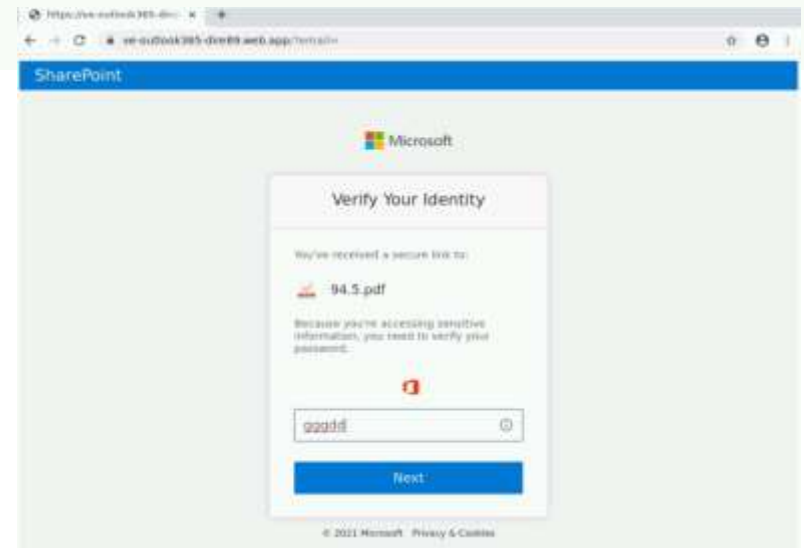 SharePoint
Microsoft
Verify Your Identity
You've received a secure link to:
94.5.pdf
Because you're accessing sensitive
information, you need to verify your
password.
gggdd
Next
© 2021 Microsoft Privacy & Cookies